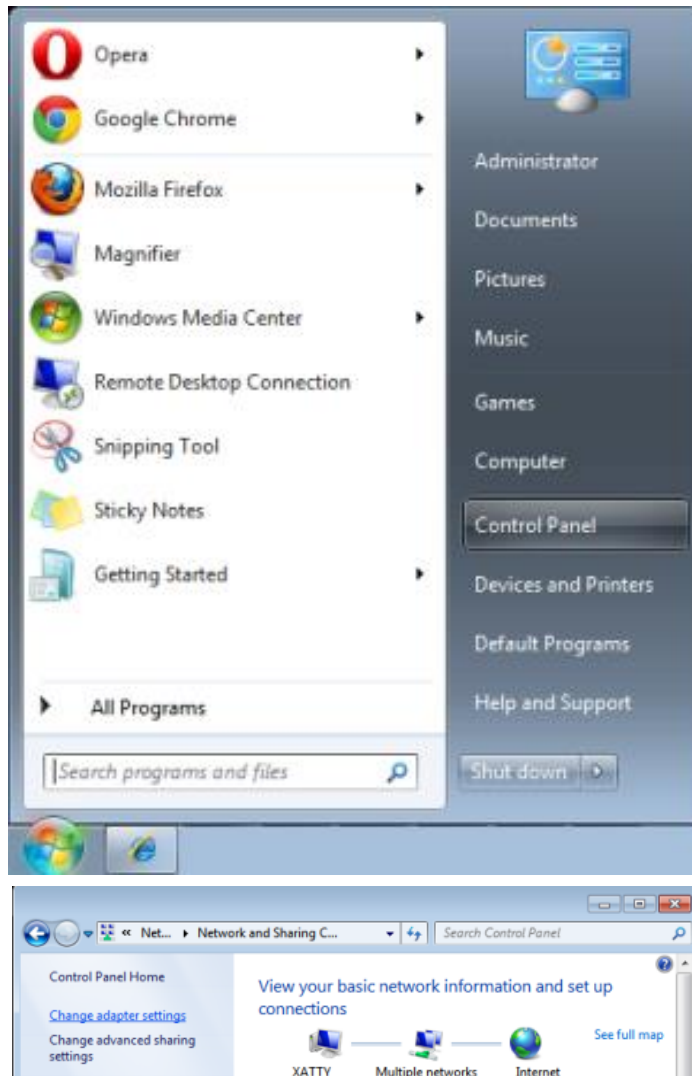 Opera
Google Chrome
Mozilla Firefox
Magnifier
Windows Media Center
Remote Desktop Connection
Snipping Tool
Sticky Notes
Getting Started
All Programs
Search programs and files
Administrator
Documents
Pictures
Music
Games
Computer
Control Panel
Devices and Printers
Default Programs
Help and Support
Shut down
« Net... Network and Sharing C...
Search Control Panel
Control Panel Home
Change adapter settings
Change advanced sharing
settings
View your basic network information and set up
connections
See full map
XATTY Multiple networks Internet